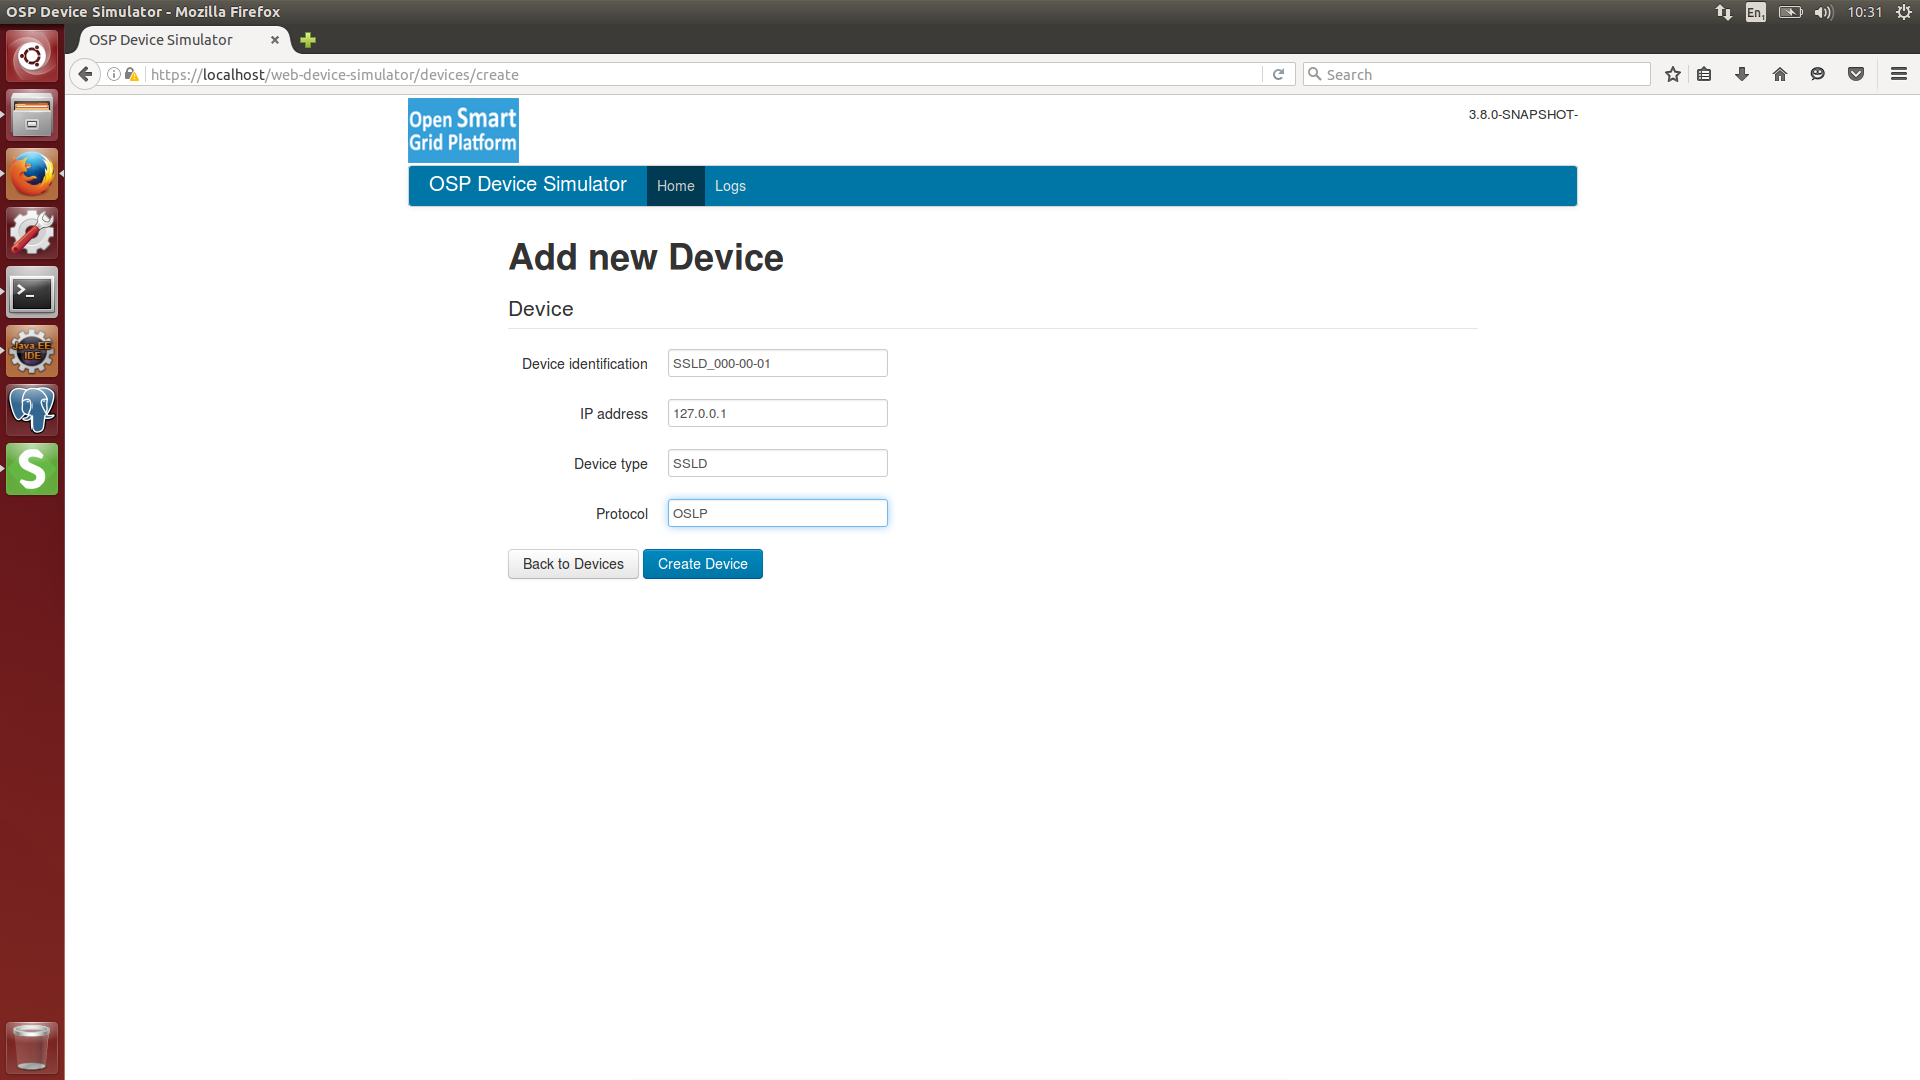 OSP Device Simulator - Mozilla Firefox
En1
10:31
OSP Device Simulator
https://localhost/web-device-simulator/devices/create
Search
Open Smart
Grid Platform
3.8.0-SNAPSHOT-
OSP Device Simulator
Home
Logs
Add new Device
Device
Device identification
SSLD_000-00-01
IP address
127.0.0.1
Device type
SSLD
Protocol
OSLP
Back to Devices
Create Device
Java EE
IDE
S